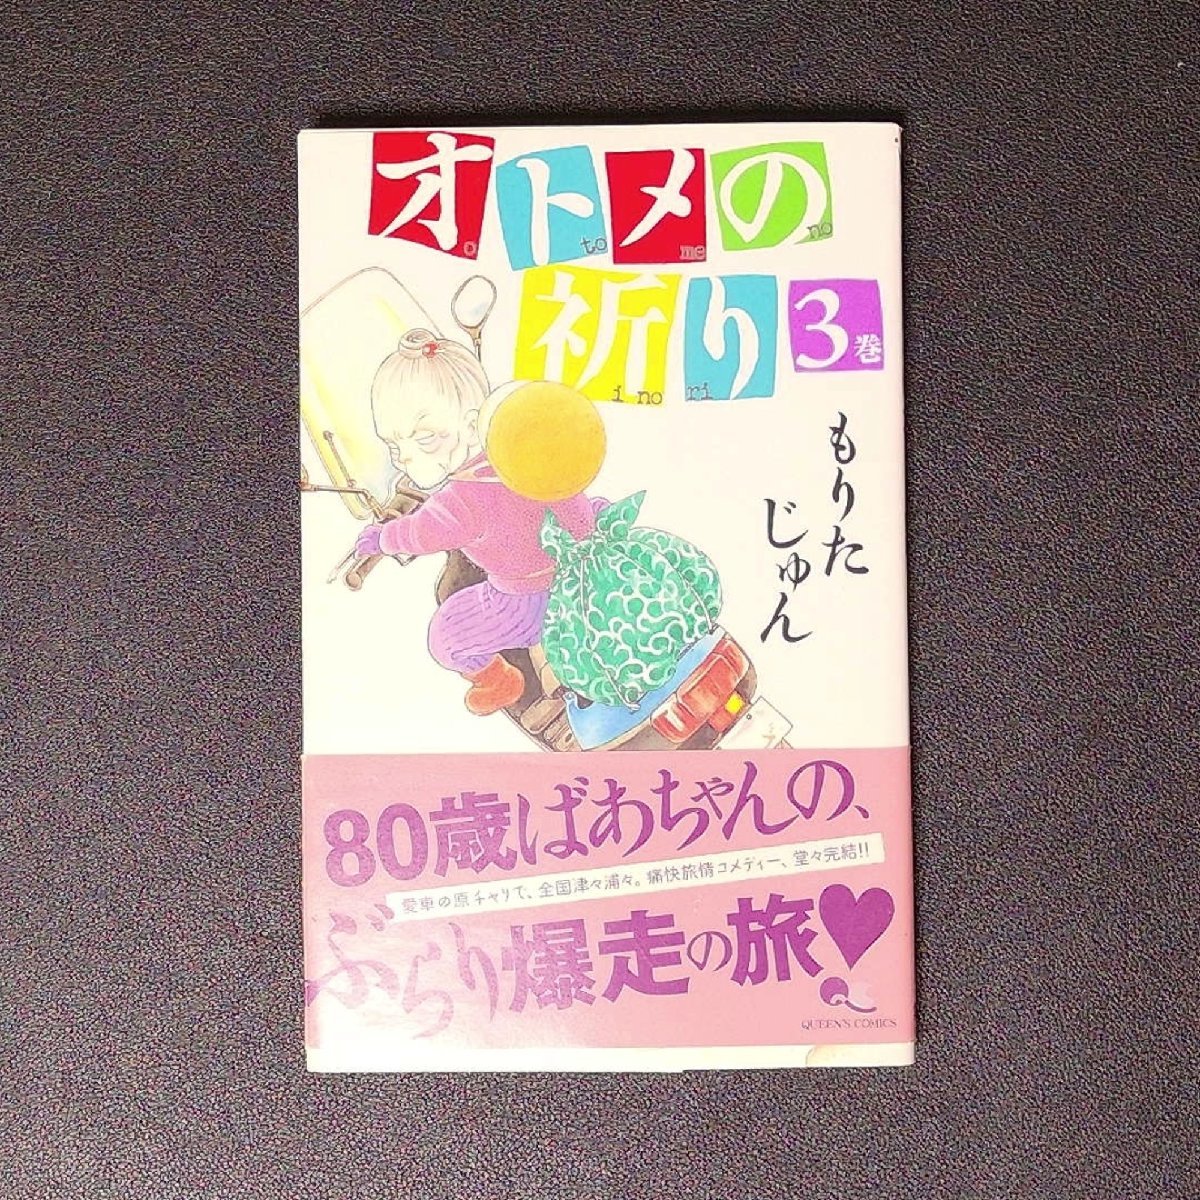 オトメの
o to me no
祈り 3巻
i no ri
もりた
じゅん
80歳ばあちゃんの、
愛車の原チャリで、全国津々浦々。痛快旅情コメディー、堂々完結!!
ぶらり爆走の旅♥
QUEEN'S COMICS